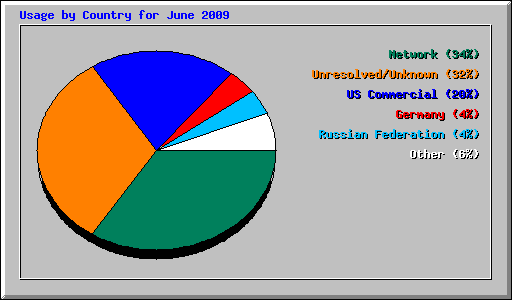 Usage by Country for June 2009
Network (34%)
Unresolved/Unknown (32%)
US Commercial (20%)
Germany (4%)
Russian Federation (4%)
Other (6%)